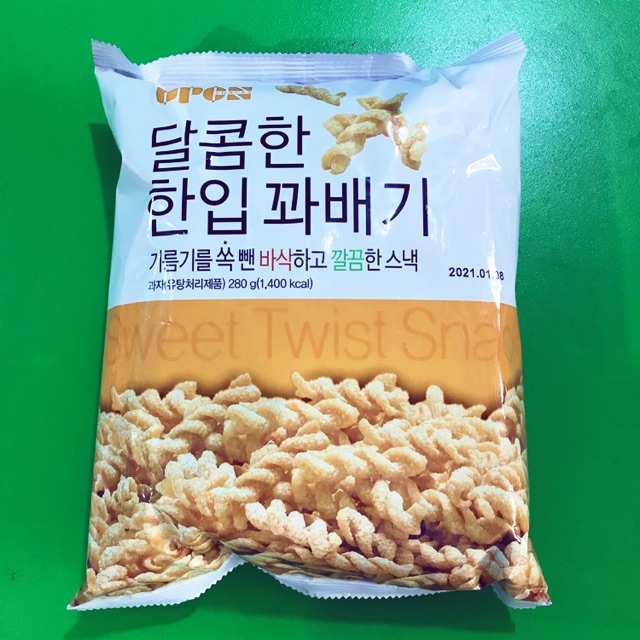 UPON
달콤한
한입 꽈배기
기름기를 쏙 뺀 바삭하고 깔끔한 스낵
과자(유탕처리제품) 280 g(1,400 kcal)
2021.01.08
Sweet Twist Sna